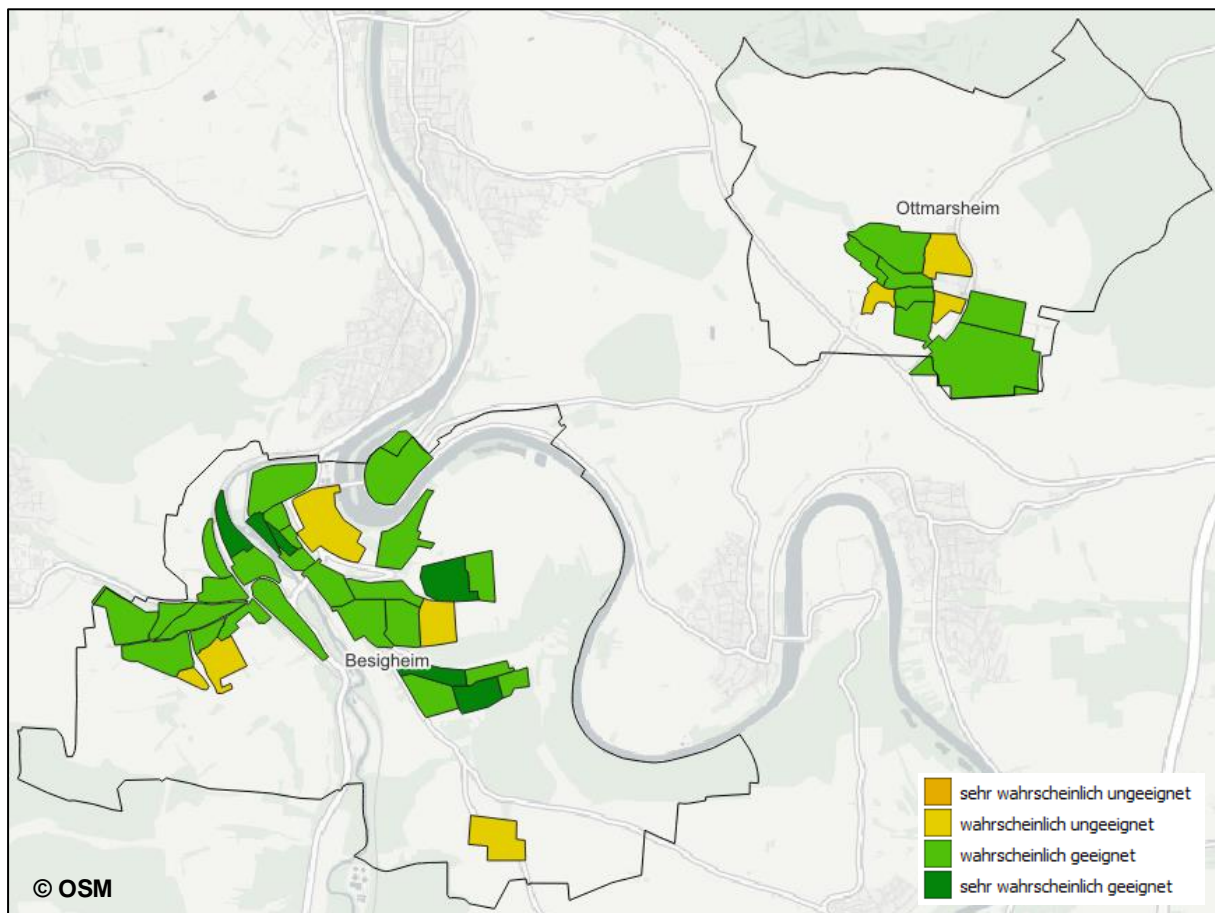 Ottmarsheim
Besigheim
sehr wahrscheinlich ungeeignet
wahrscheinlich ungeeignet
wahrscheinlich geeignet
sehr wahrscheinlich geeignet
© OSM